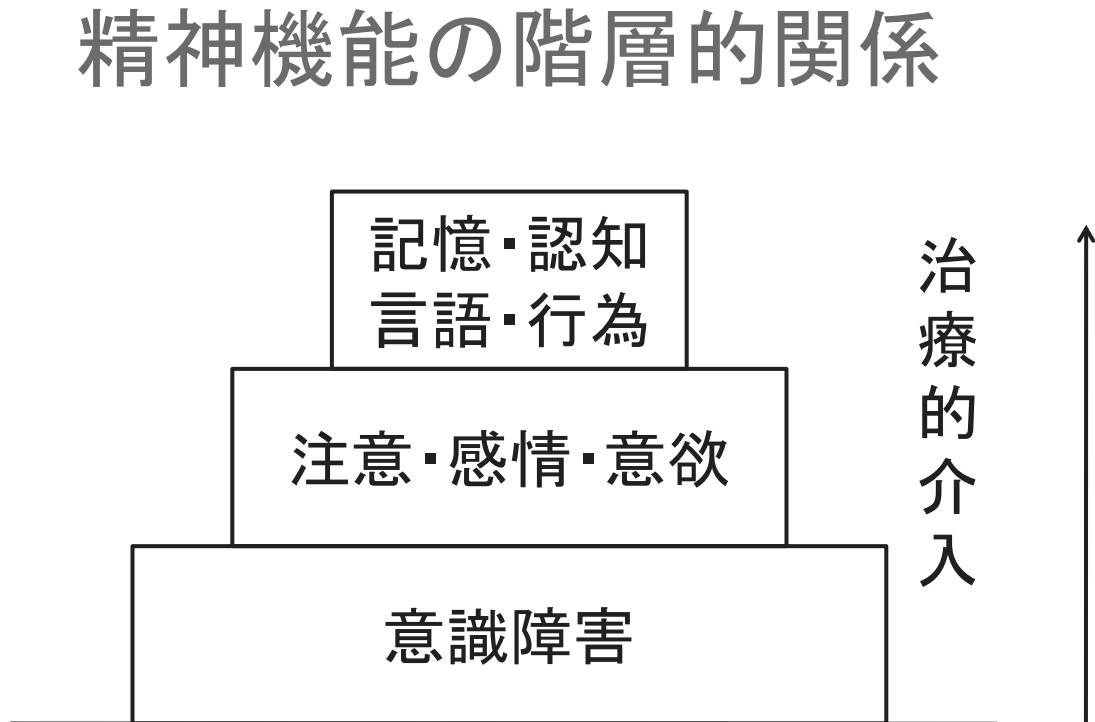 精神機能の階層的関係
記憶・認知
言語・行為
注意・感情・意欲
意識障害
治療的介入